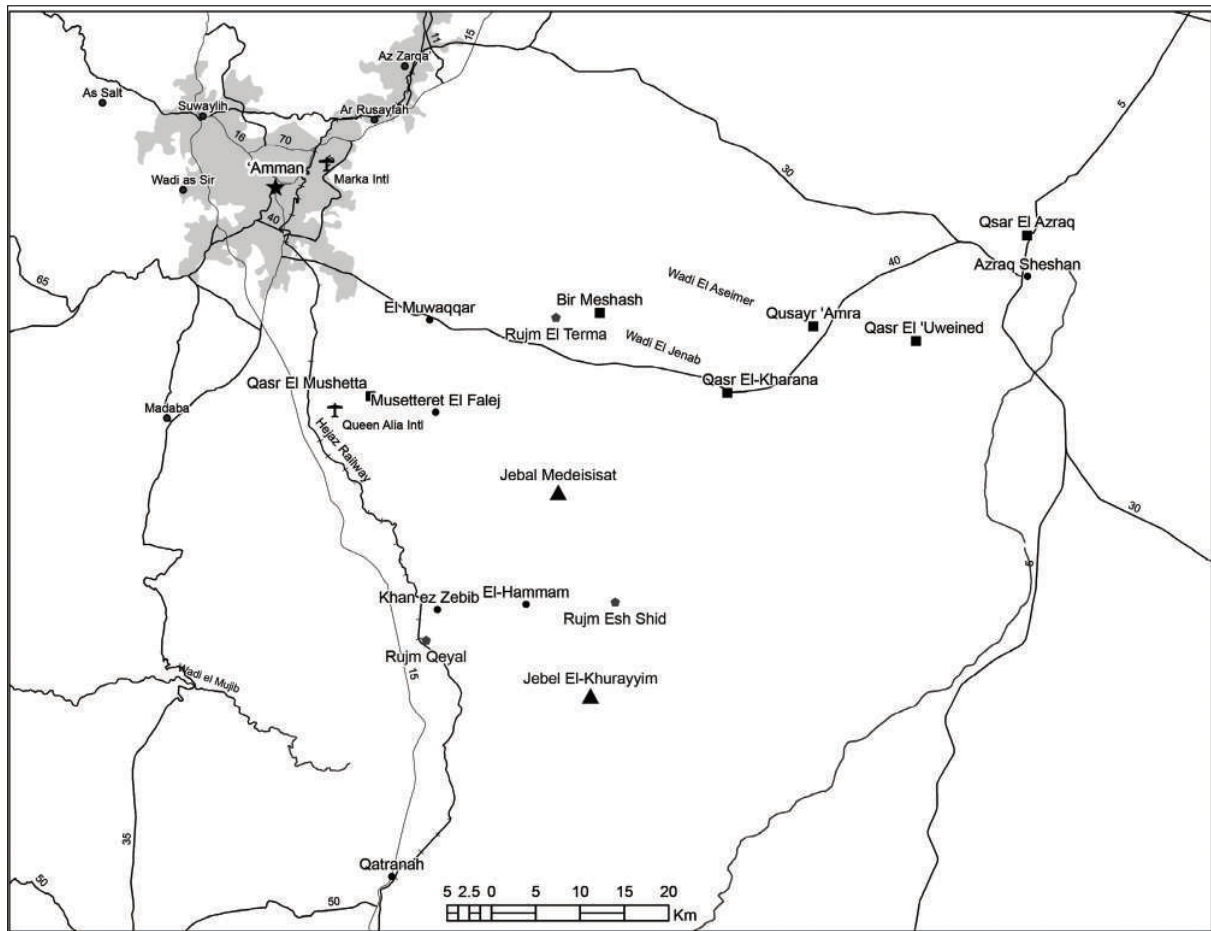 11
15
Az Zarqa'
As Salt
Suwaylih
Ar Rusayfah
5
16
70
'Amman
Marka Intl
Wadi as Sir
30
40
Qsar El Azraq
40
Azraq Sheshan
65
Wadi El Aseimer
El Muwaqqar
Bir Meshash
Rujm El Terma
Qusayr 'Amra
Qasr El 'Uweined
Wadi El Jenab
Qasr El-Kharana
Qasr El Mushetta
Musetteret El Falej
Madaba
Queen Alia Intl
Hejaz Railway
Jebal Medeisisat
30
5
Khan ez Zebib
El-Hammam
Rujm Esh Shid
Rujm Qeyal
15
Wadi el Mujib
Jebel El-Khurayyim
35
Qatranah
50
50
5 2.5 0 5 10 15 20
Km